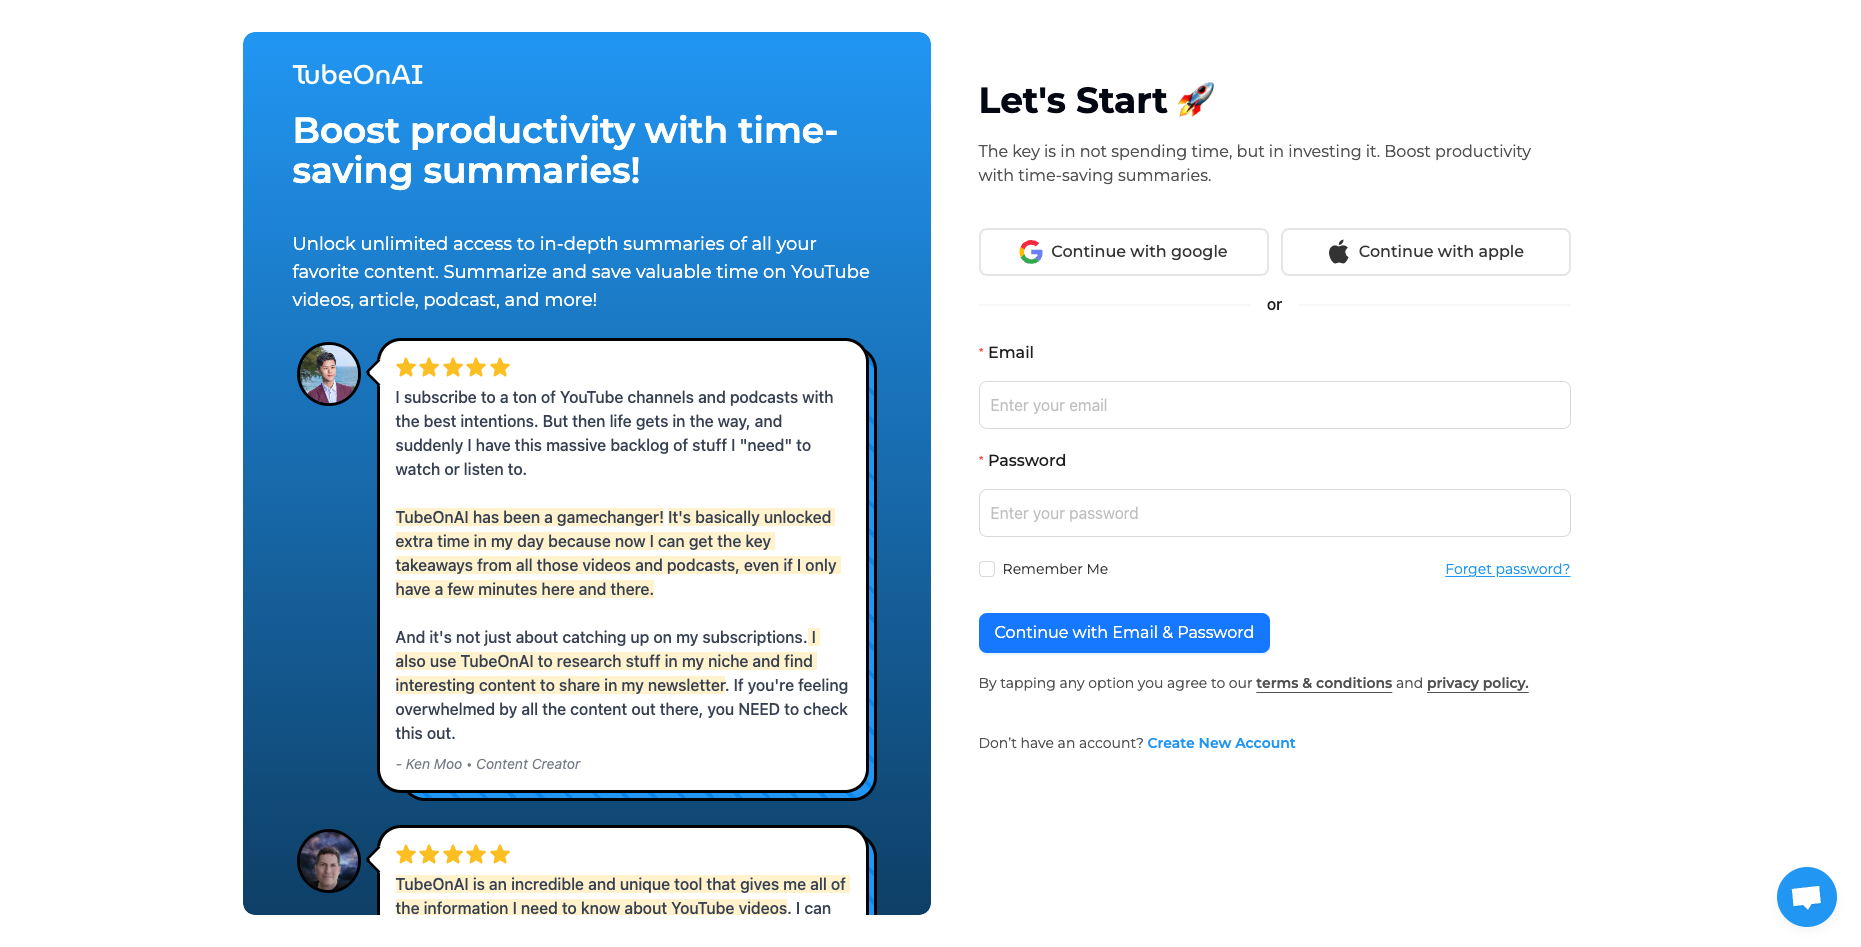 TubeOnAI
Boost productivity with time-
saving summaries!
Unlock unlimited access to in-depth summaries of all your
favorite content. Summarize and save valuable time on YouTube
videos, article, podcast, and more!
I subscribe to a ton of YouTube channels and podcasts with
the best intentions. But then life gets in the way, and
suddenly I have this massive backlog of stuff I "need" to
watch or listen to.
TubeOnAI has been a gamechanger! It's basically unlocked
extra time in my day because now I can get the key
takeaways from all those videos and podcasts, even if I only
have a few minutes here and there.
And it's not just about catching up on my subscriptions. I
also use TubeOnAI to research stuff in my niche and find
interesting content to share in my newsletter. If you're feeling
overwhelmed by all the content out there, you NEED to check
this out.
- Ken Moo • Content Creator
TubeOnAI is an incredible and unique tool that gives me all of
the information I need to know about YouTube videos. I can
Let's Start 🚀
The key is in not spending time, but in investing it. Boost productivity
with time-saving summaries.
Continue with google
Continue with apple
or
* Email
Enter your email
* Password
Enter your password
Remember Me
Forget password?
Continue with Email & Password
By tapping any option you agree to our terms & conditions and privacy policy.
Don’t have an account? Create New Account